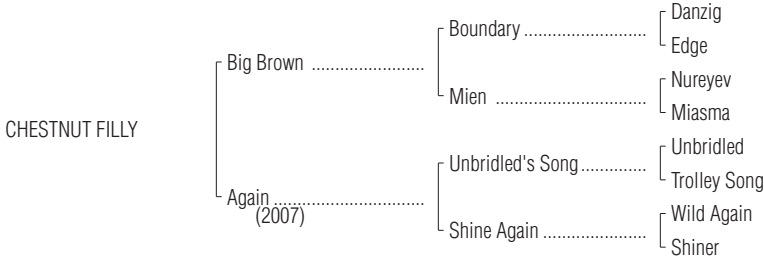 Danzig
Boundary ..........................
Edge
Big Brown ........................
Nureyev
Mien ................................
Miasma
CHESTNUT FILLY
Unbridled
Unbridled's Song..............
Trolley Song
Again ................................
(2007)
Wild Again
Shine Again ......................
Shiner